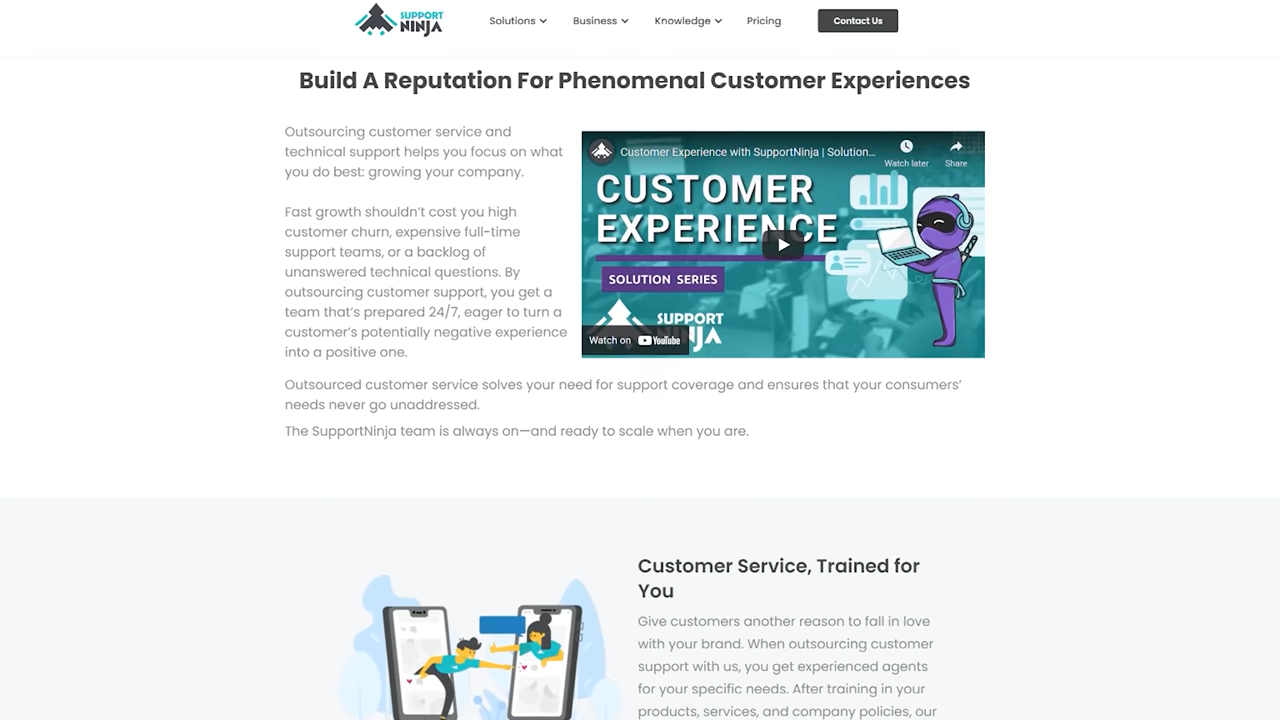 SUPPORT
NINJA
Solutions
Business
Knowledge
Pricing
Contact Us
Build A Reputation For Phenomenal Customer Experiences
Outsourcing customer service and
technical support helps you focus on what
you do best: growing your company.
Fast growth shouldn't cost you high
customer churn, expensive full-time
support teams, or a backlog of
unanswered technical questions. By
outsourcing customer support, you get a
team that's prepared 24/7, eager to turn a
customer's potentially negative experience
into a positive one.
Customer Experience with SupportNinja | Solution...
Watch later
Share
CUSTOMER
EXPERIENCE
SOLUTION SERIES
SUPPORT
NINJA
Watch on YouTube
Outsourced customer service solves your need for support coverage and ensures that your consumers'
needs never go unaddressed.
The SupportNinja team is always on—and ready to scale when you are.
Customer Service, Trained for
You
Give customers another reason to fall in love
with your brand. When outsourcing customer
support with us, you get experienced agents
for your specific needs. After training in your
products, services, and company policies, our